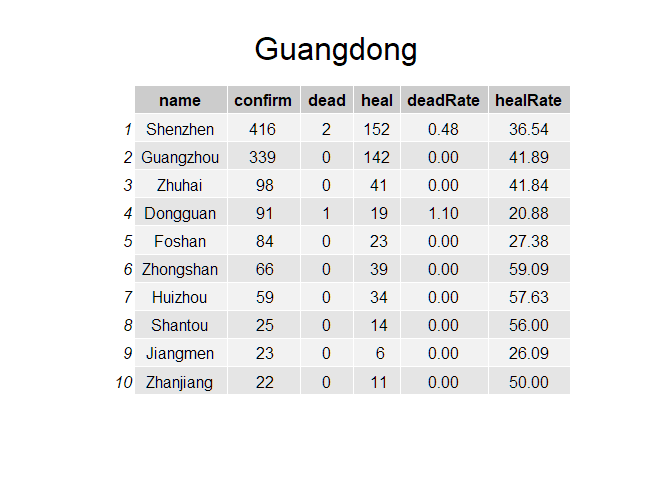 Guangdong
name confirm dead heal deadRate healRate
1 Shenzhen 416 2 152 0.48 36.54
2 Guangzhou 339 0 142 0.00 41.89
3 Zhuhai 98 0 41 0.00 41.84
4 Dongguan 91 1 19 1.10 20.88
5 Foshan 84 0 23 0.00 27.38
6 Zhongshan 66 0 39 0.00 59.09
7 Huizhou 59 0 34 0.00 57.63
8 Shantou 25 0 14 0.00 56.00
9 Jiangmen 23 0 6 0.00 26.09
10 Zhanjiang 22 0 11 0.00 50.00